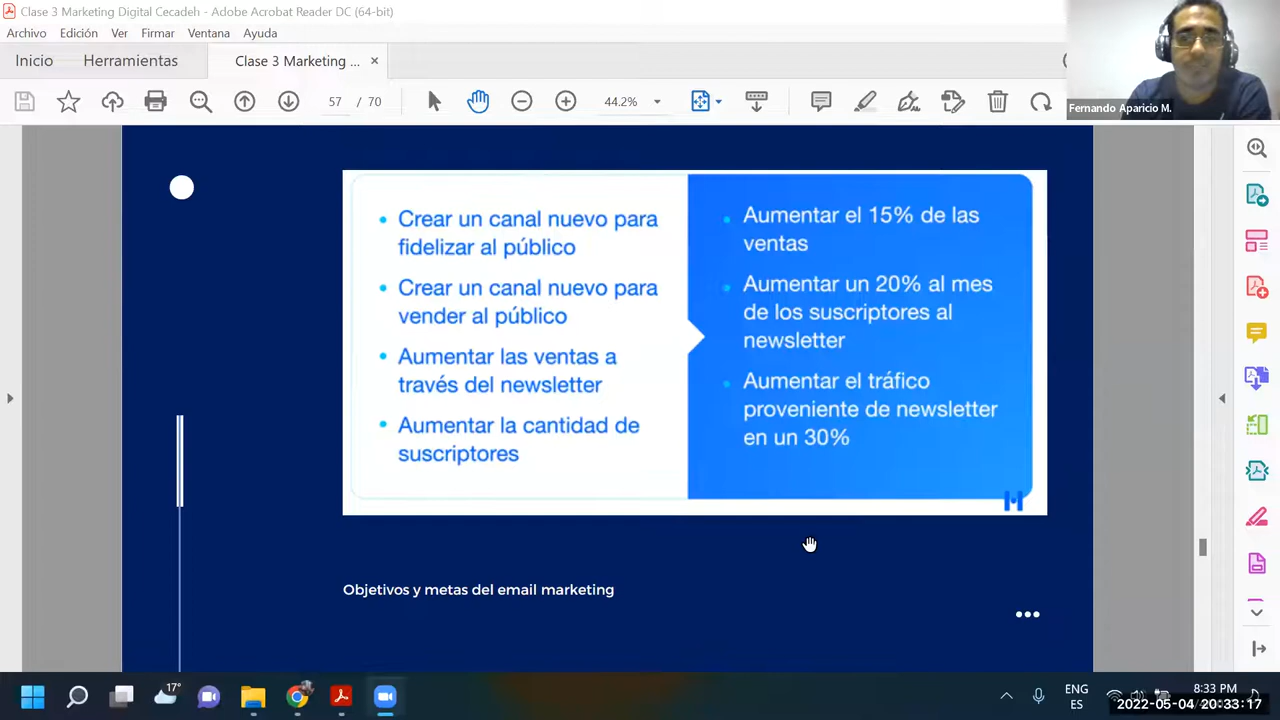 Clase 3 Marketing Digital Cecadeh - Adobe Acrobat Reader DC (64-bit)
Archivo Edición Ver Firmar Ventana Ayuda
Inicio Herramientas Clase 3 Marketing ... ×
57 / 70 44.2%
Fernando Aparicio M.
• Crear un canal nuevo para
fidelizar al público
• Crear un canal nuevo para
vender al público
• Aumentar las ventas a
través del newsletter
• Aumentar la cantidad de
suscriptores
• Aumentar el 15% de las
ventas
• Aumentar un 20% al mes
de los suscriptores al
newsletter
• Aumentar el tráfico
proveniente de newsletter
en un 30%
Objetivos y metas del email marketing
17°
ENG
ES
8:33 PM
2022-05-04 20:33:17